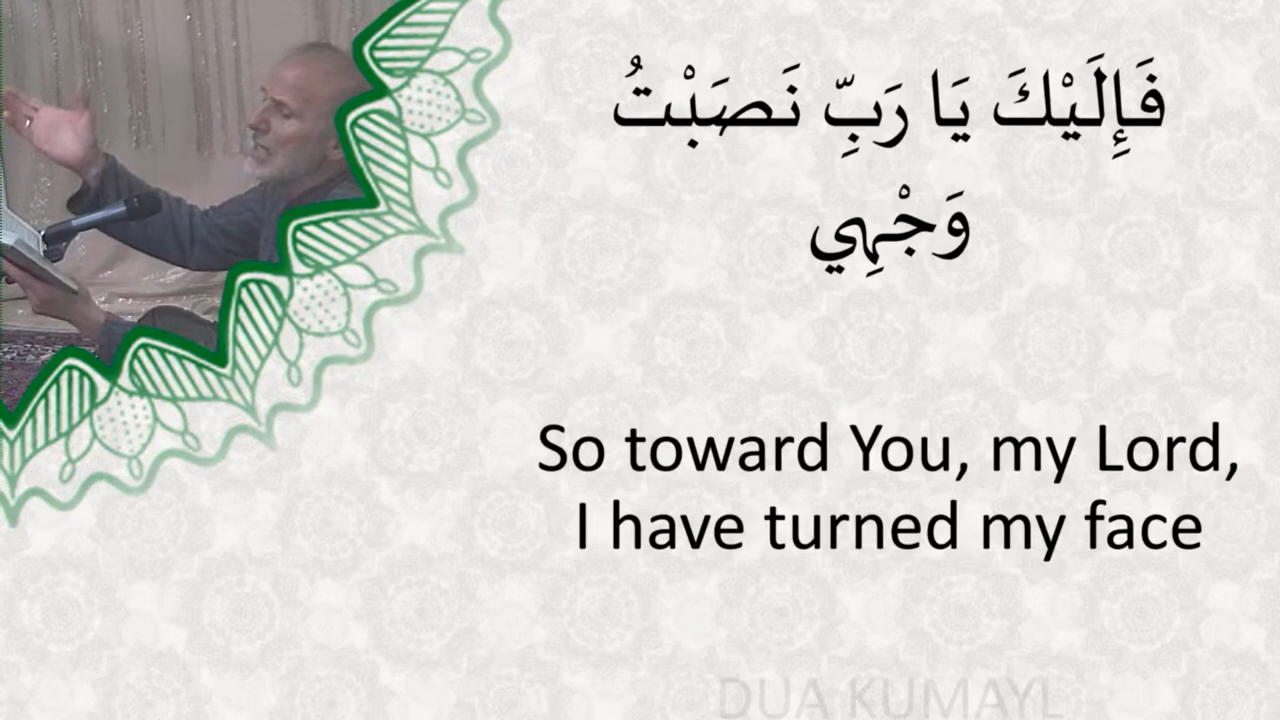 فَإِلَيْكَ يَا رَبِّ نَصَبْتُ
وَجْهِي
So toward You, my Lord,
I have turned my face
DUA KUMAYL